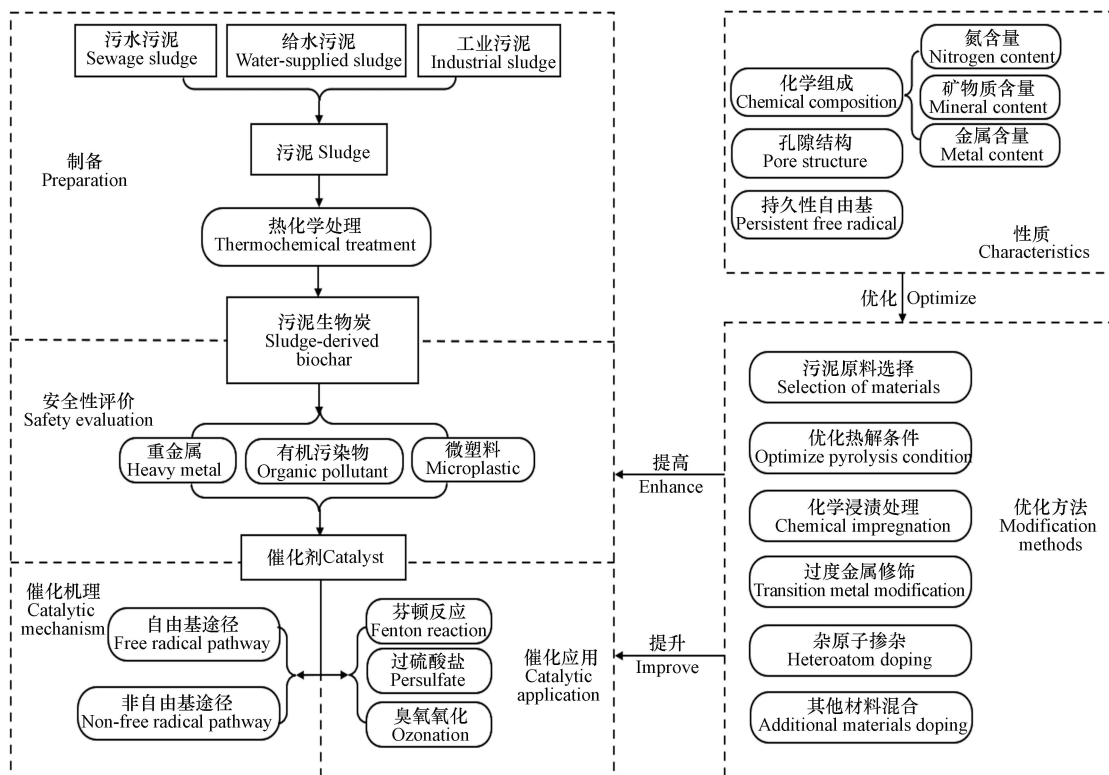 污水污泥
Sewage sludge
给水污泥
Water-supplied sludge
工业污泥
Industrial sludge
污泥 Sludge
制备
Preparation
热化学处理
Thermochemical treatment
污泥生物炭
Sludge-derived
biochar
安全性评价
Safety evaluation
重金属
Heavy metal
有机污染物
Organic pollutant
微塑料
Microplastic
催化剂Catalyst
催化机理
Catalytic
mechanism
自由基途径
Free radical pathway
非自由基途径
Non-free radical pathway
芬顿反应
Fenton reaction
过硫酸盐
Persulfate
臭氧氧化
Ozonation
催化应用
Catalytic
application
化学组成
Chemical composition
氮含量
Nitrogen content
矿物质含量
Mineral content
金属含量
Metal content
孔隙结构
Pore structure
持久性自由基
Persistent free radical
性质
Characteristics
优化 Optimize
污泥原料选择
Selection of materials
优化热解条件
Optimize pyrolysis condition
化学浸渍处理
Chemical impregnation
过度金属修饰
Transition metal modification
杂原子掺杂
Heteroatom doping
其他材料混合
Additional materials doping
优化方法
Modification
methods
提高
Enhance
提升
Improve